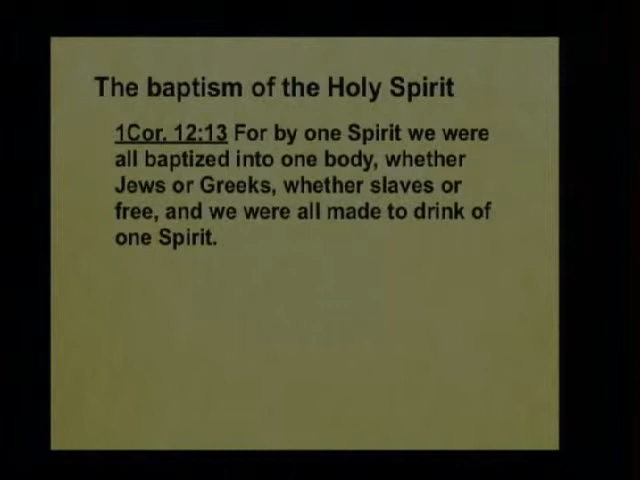 The baptism of the Holy Spirit
1Cor. 12:13 For by one Spirit we were
all baptized into one body, whether
Jews or Greeks, whether slaves or
free, and we were all made to drink of
one Spirit.